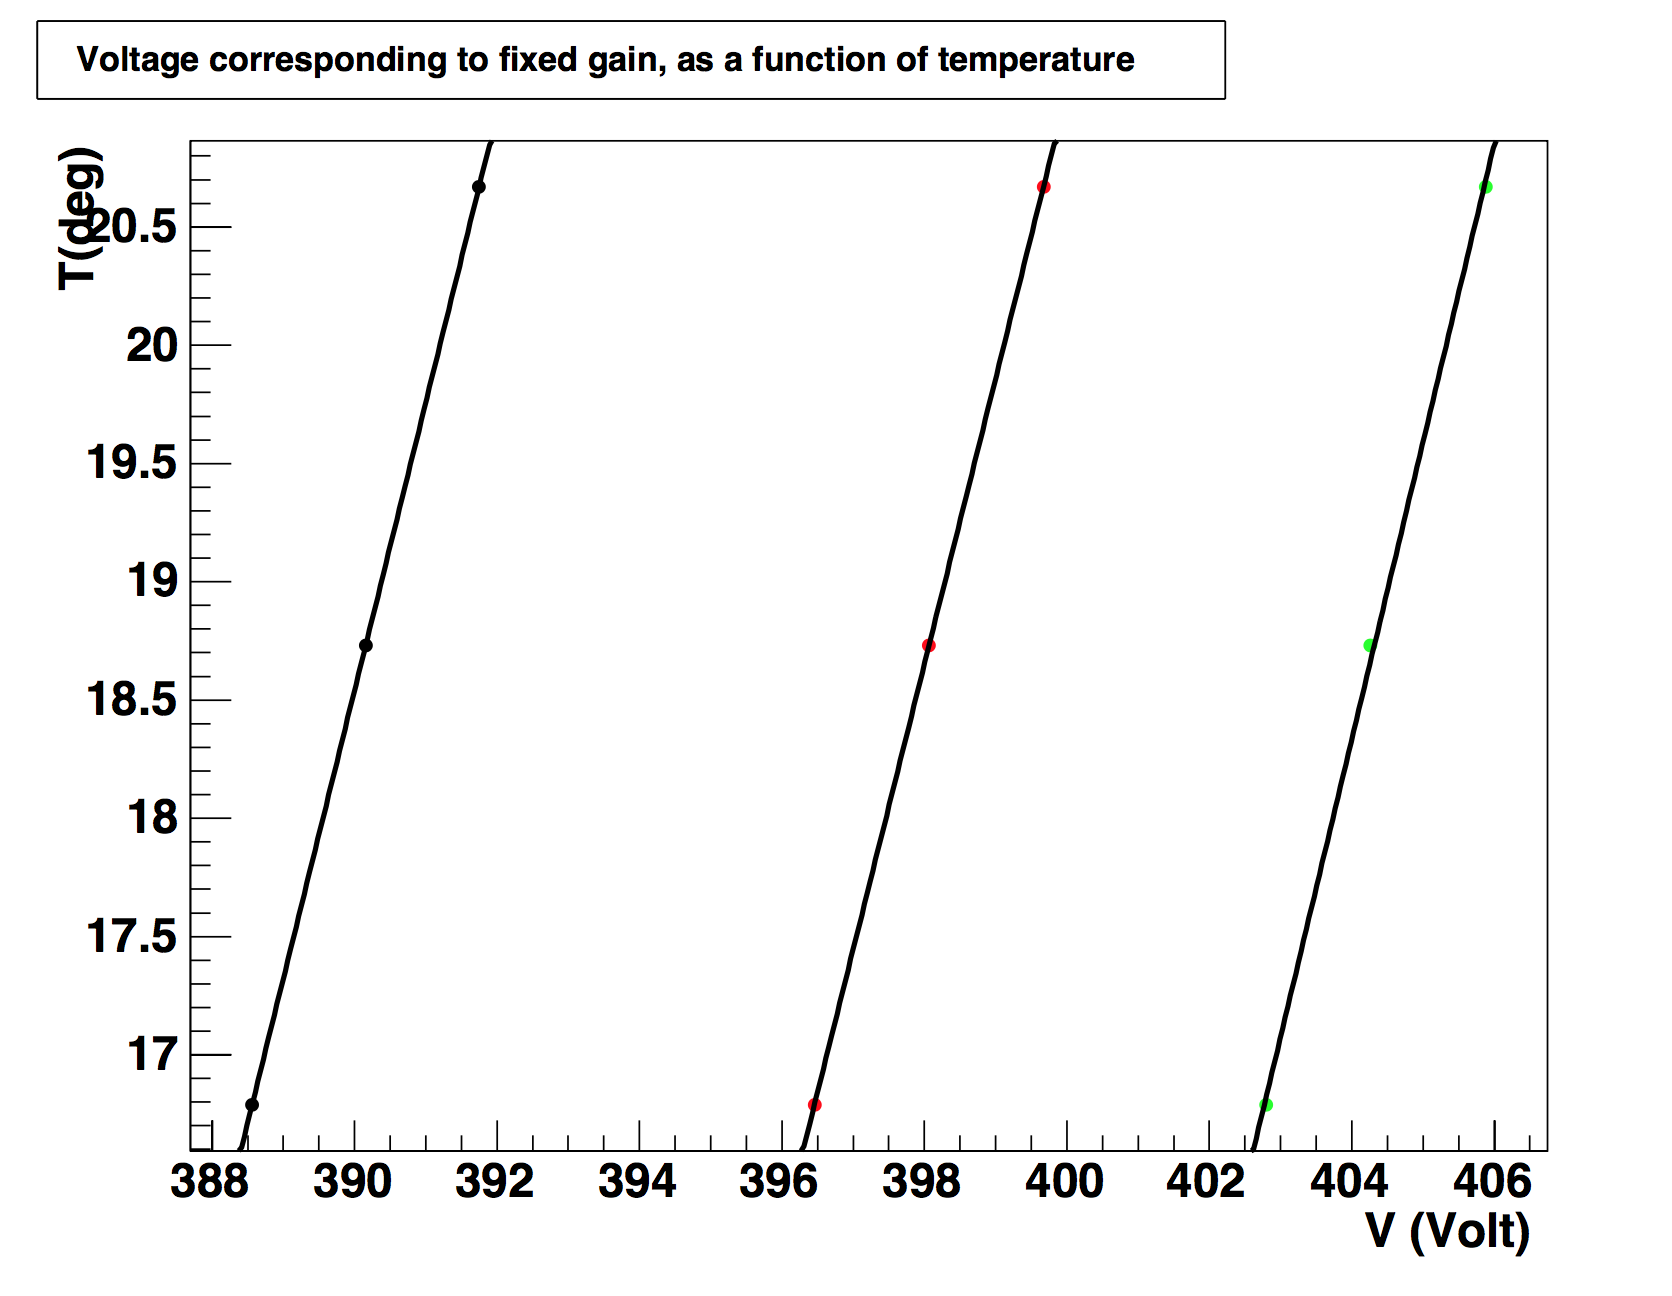 Voltage corresponding to fixed gain, as a function of temperature
T(deg)
20.5
20
19.5
19
18.5
18
17.5
17
388 390 392 394 396 398 400 402 404 406
V (Volt)